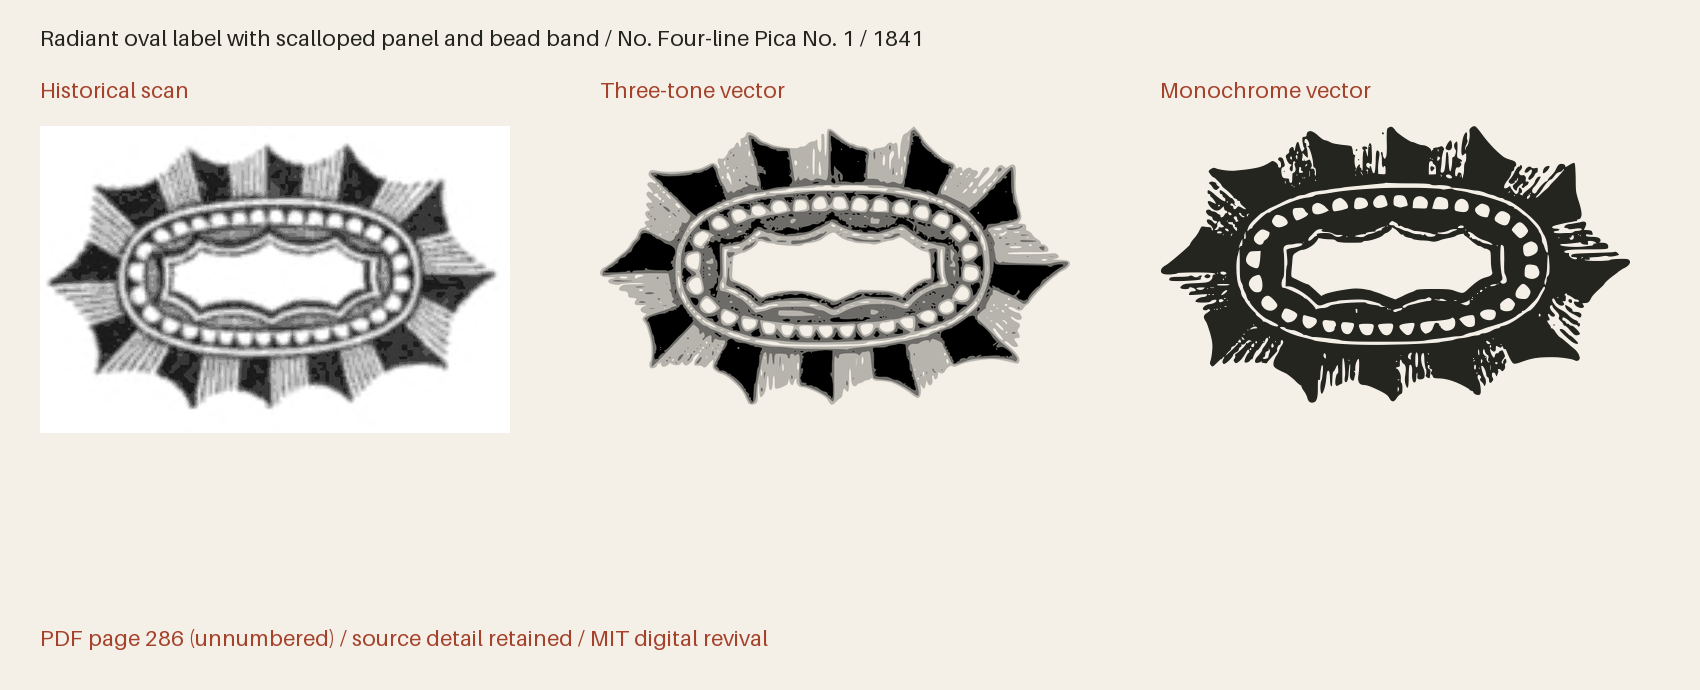 Radiant oval label with scalloped panel and bead band / No. Four-line Pica No. 1 / 1841
Historical scan
Three-tone vector
Monochrome vector
PDF page 286 (unnumbered) / source detail retained / MIT digital revival